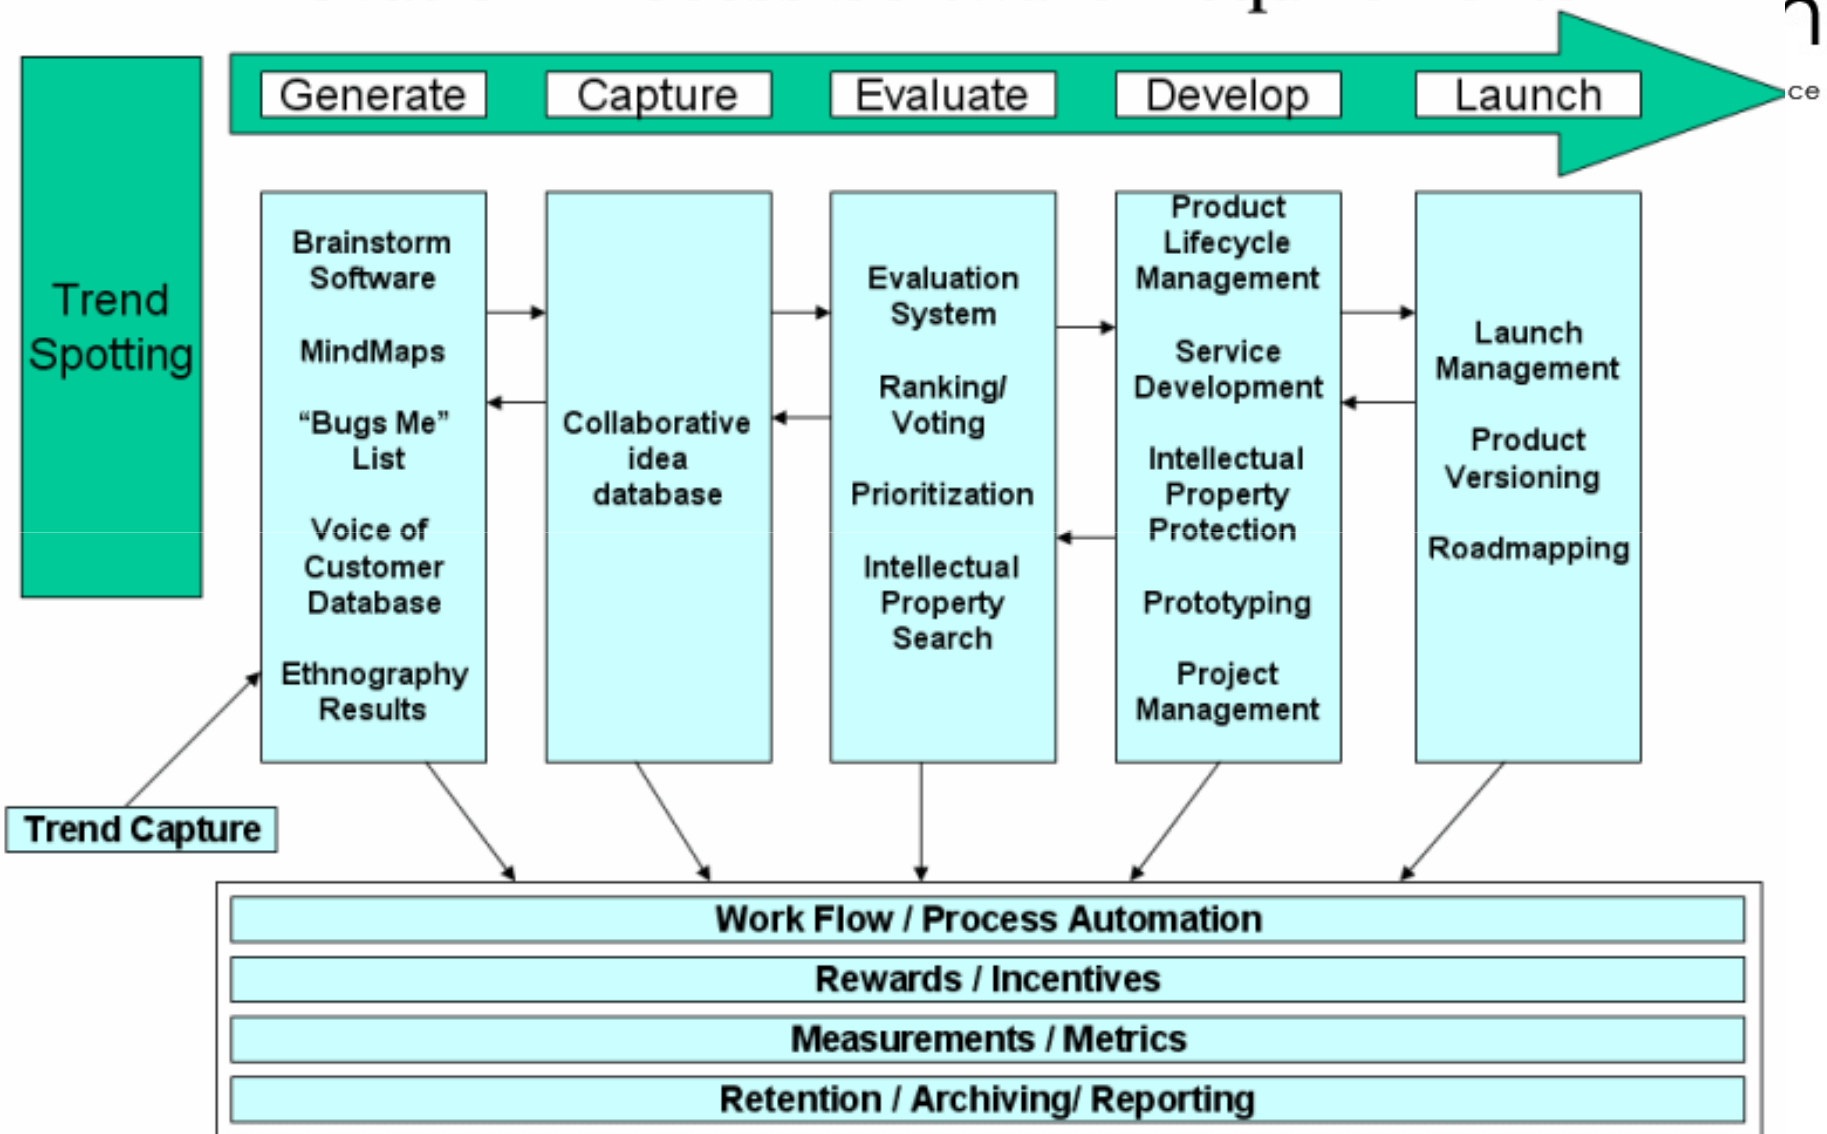 Generate
Capture
Evaluate
Develop
Launch
ce
Trend
Spotting
Brainstorm
Software
MindMaps
“Bugs Me”
List
Voice of
Customer
Database
Ethnography
Results
Collaborative
idea
database
Evaluation
System
Ranking/
Voting
Prioritization
Intellectual
Property
Search
Product
Lifecycle
Management
Service
Development
Intellectual
Property
Protection
Prototyping
Project
Management
Launch
Management
Product
Versioning
Roadmapping
Trend Capture
Work Flow / Process Automation
Rewards / Incentives
Measurements / Metrics
Retention / Archiving/ Reporting